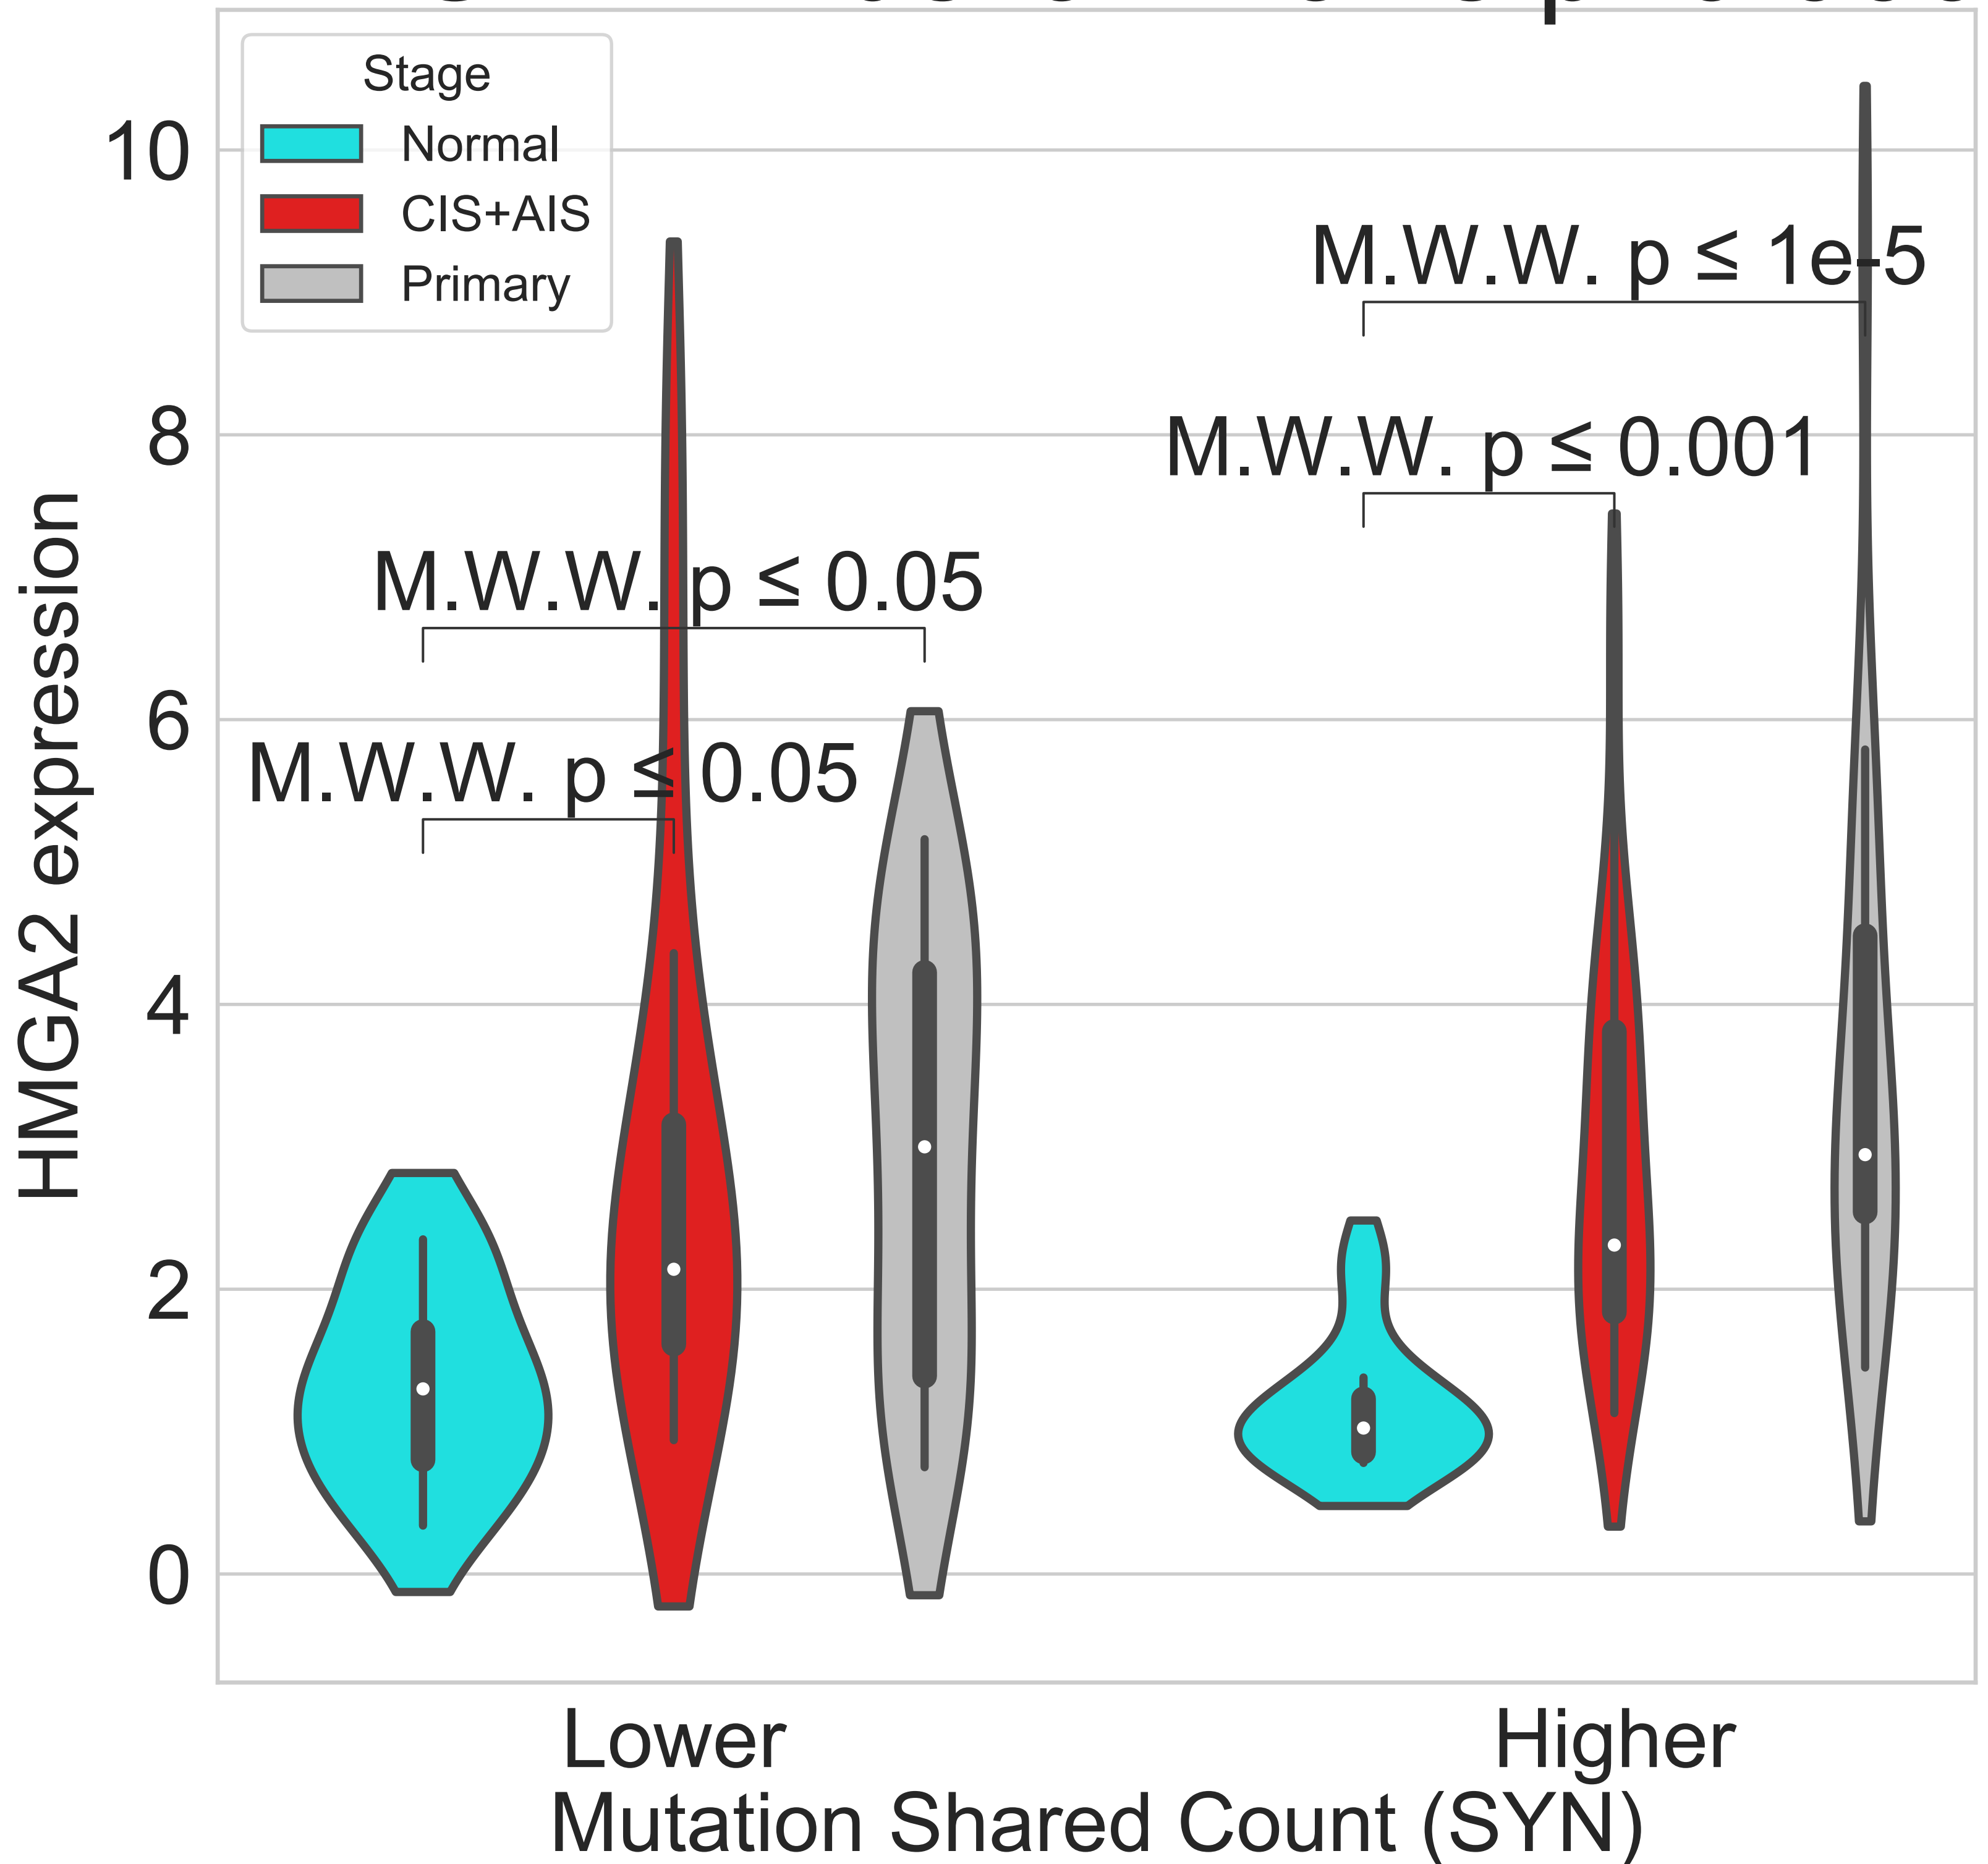 Stage
Normal
CIS+AIS
Primary
10
8
6
4
2
0
HMGA2 expression
M.W.W. p ≤ 1e-5
M.W.W. p ≤ 0.001
M.W.W. p ≤ 0.05
M.W.W. p ≤ 0.05
Lower
Higher
Mutation Shared Count (SYN)